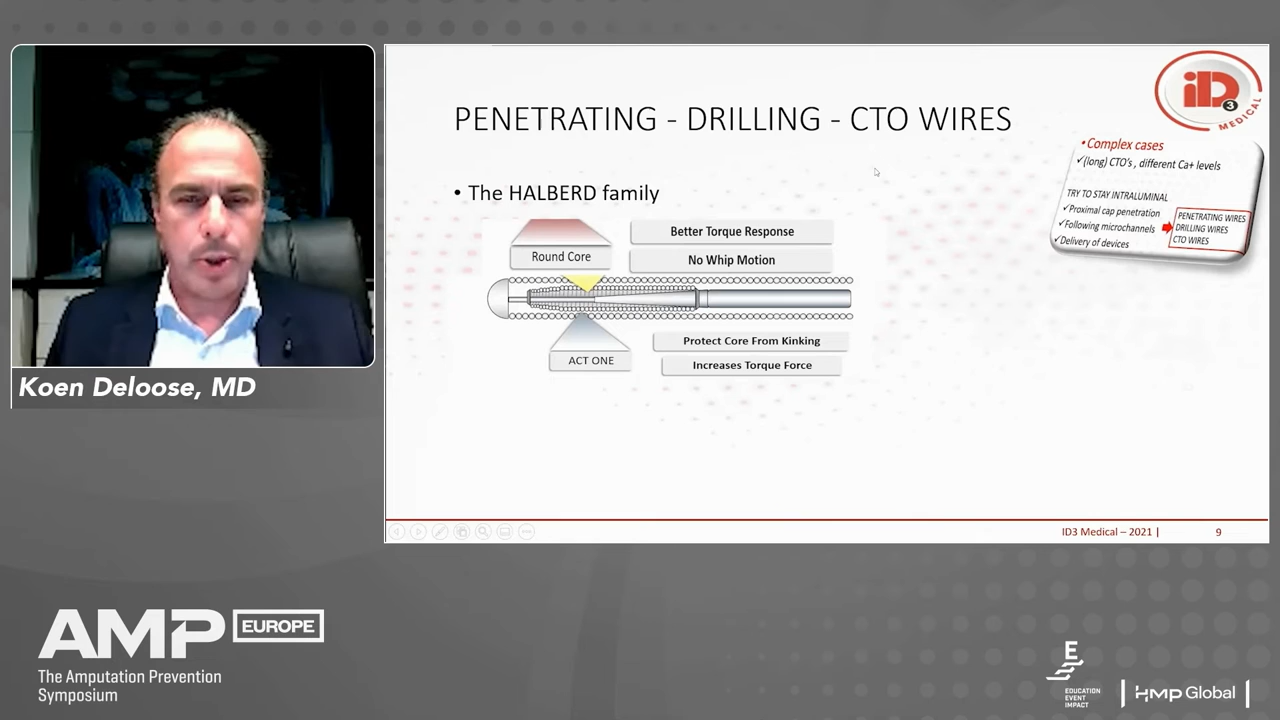 PENETRATING - DRILLING - CTO WIRES
iD3
MEDICAL
• Complex cases
✓(long) CTO's , different Ca+ levels
TRY TO STAY INTRALUMINAL
✓Proximal cap penetration
✓Following microchannels
✓Delivery of devices
PENETRATING WIRES
DRILLING WIRES
CTO WIRES
• The HALBERD family
Round Core
Better Torque Response
No Whip Motion
ACT ONE
Protect Core From Kinking
Increases Torque Force
ID3 Medical – 2021 |
9
Koen Deloose, MD
AMP EUROPE
The Amputation Prevention
Symposium
E
EDUCATION
EVENT
IMPACT
HMP Global